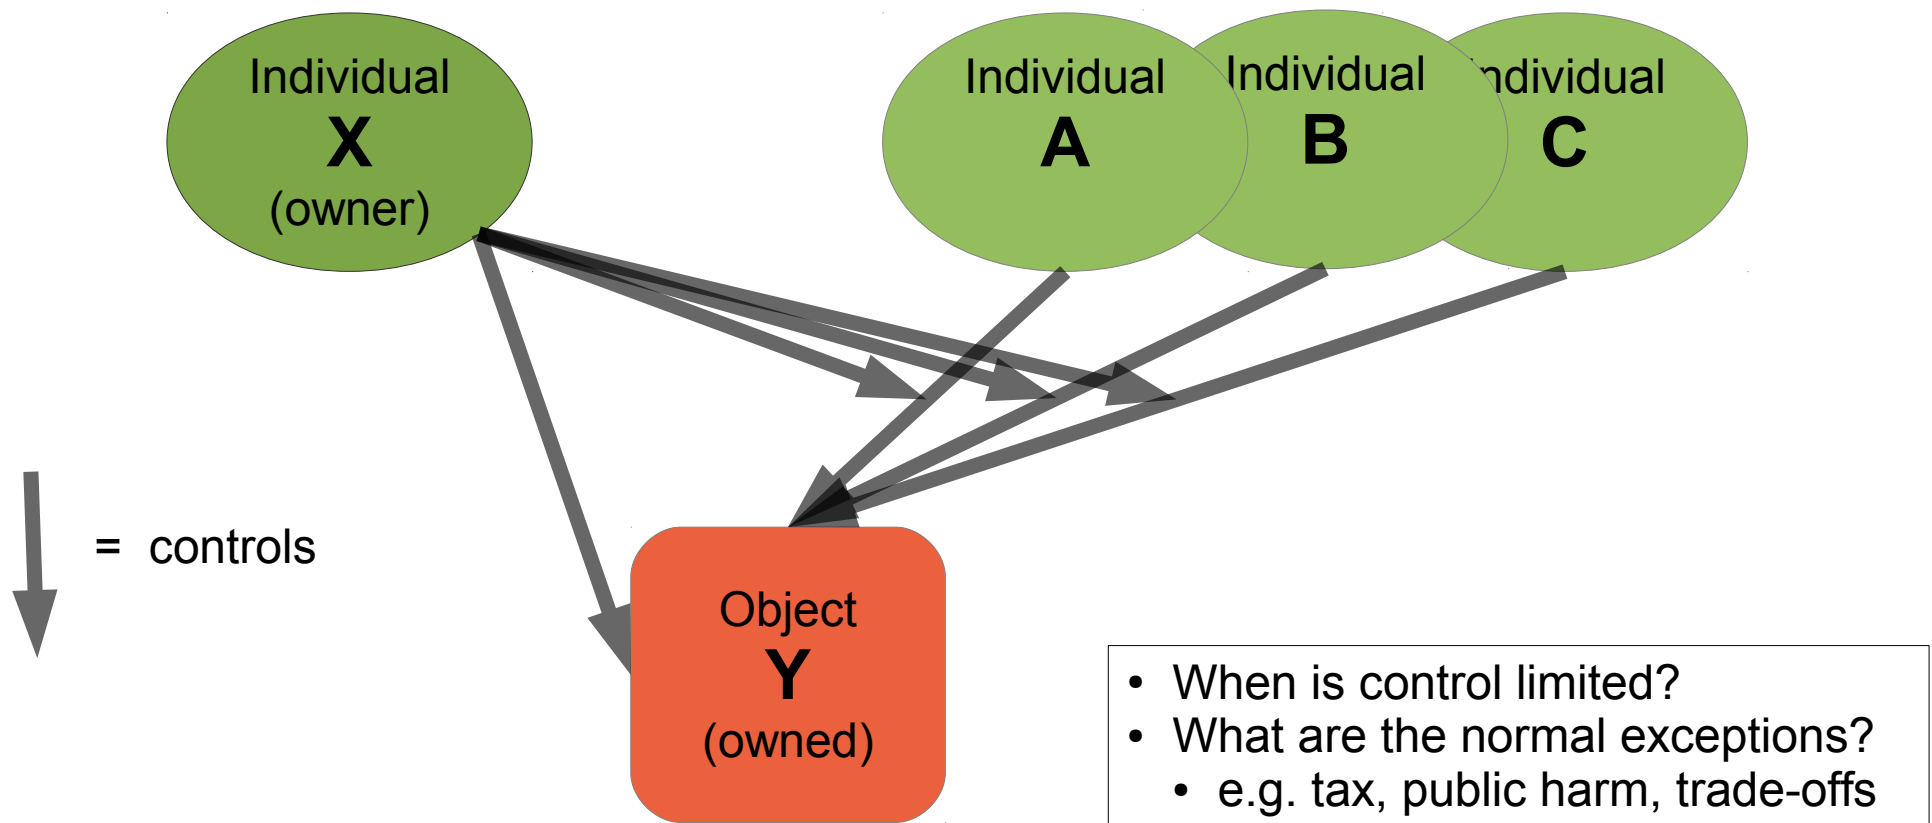 Individual
X
(owner)
Individual
A
Individual
B
ndividual
C
= controls
Object
Y
(owned)
• When is control limited?
• What are the normal exceptions?
• e.g. tax, public harm, trade-offs